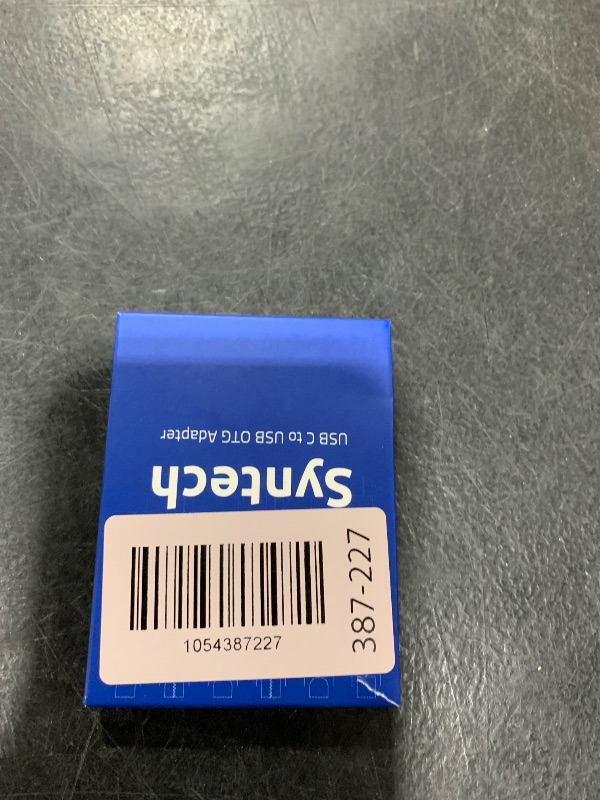 Syntech
USB C to USB OTG Adapter
1054387227
387-227